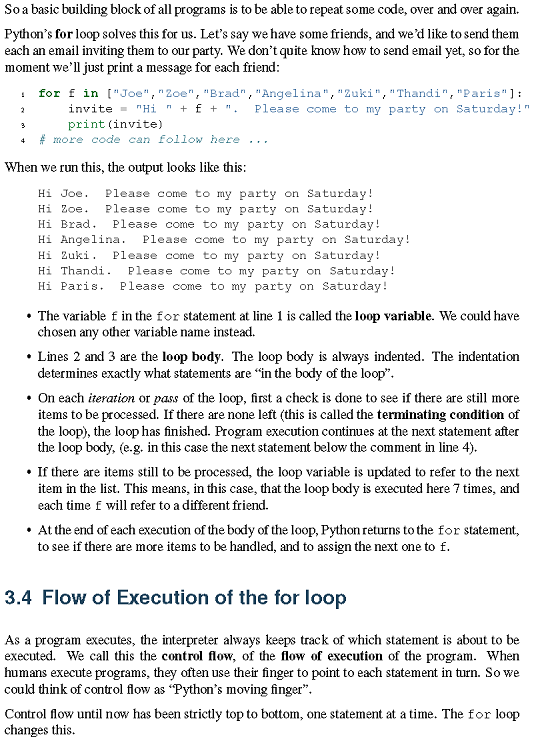 So a basic building block of all programs is to be able to repeat some code, over and over again.
Python's for loop solves this for us. Let's say we have some friends, and we'd like to send them
each an email inviting them to our party. We don't quite know how to send email yet, so for the
moment we'll just print a message for each friend:
1 for f in ["Joe","Zoe","Brad","Angelina","Zuki","Thandi","Paris"]:
2 invite = "Hi " + f + ".  Please come to my party on Saturday!"
3 print(invite)
4 # more code can follow here ...
When we run this, the output looks like this:
Hi Joe.  Please come to my party on Saturday!
Hi Zoe.  Please come to my party on Saturday!
Hi Brad.  Please come to my party on Saturday!
Hi Angelina.  Please come to my party on Saturday!
Hi Zuki.  Please come to my party on Saturday!
Hi Thandi.  Please come to my party on Saturday!
Hi Paris.  Please come to my party on Saturday!
• The variable f in the for statement at line 1 is called the loop variable. We could have
chosen any other variable name instead.
• Lines 2 and 3 are the loop body. The loop body is always indented. The indentation
determines exactly what statements are “in the body of the loop”.
• On each iteration or pass of the loop, first a check is done to see if there are still more
items to be processed. If there are none left (this is called the terminating condition of
the loop), the loop has finished. Program execution continues at the next statement after
the loop body, (e.g. in this case the next statement below the comment in line 4).
• If there are items still to be processed, the loop variable is updated to refer to the next
item in the list. This means, in this case, that the loop body is executed here 7 times, and
each time f will refer to a different friend.
• At the end of each execution of the body of the loop, Python returns to the for statement,
to see if there are more items to be handled, and to assign the next one to f.
3.4 Flow of Execution of the for loop
As a program executes, the interpreter always keeps track of which statement is about to be
executed. We call this the control flow, of the flow of execution of the program. When
humans execute programs, they often use their finger to point to each statement in turn. So we
could think of control flow as “Python's moving finger”.
Control flow until now has been strictly top to bottom, one statement at a time. The for loop
changes this.